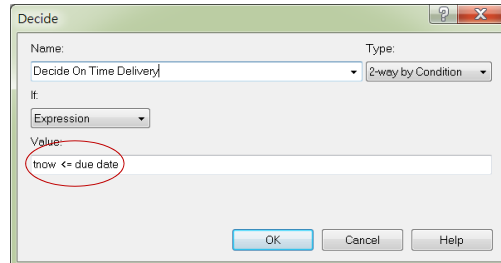 Decide
Name:
Type:
Decide On Time Delivery
2-way by Condition
If:
Expression
Value:
tnow <= due date
OK
Cancel
Help